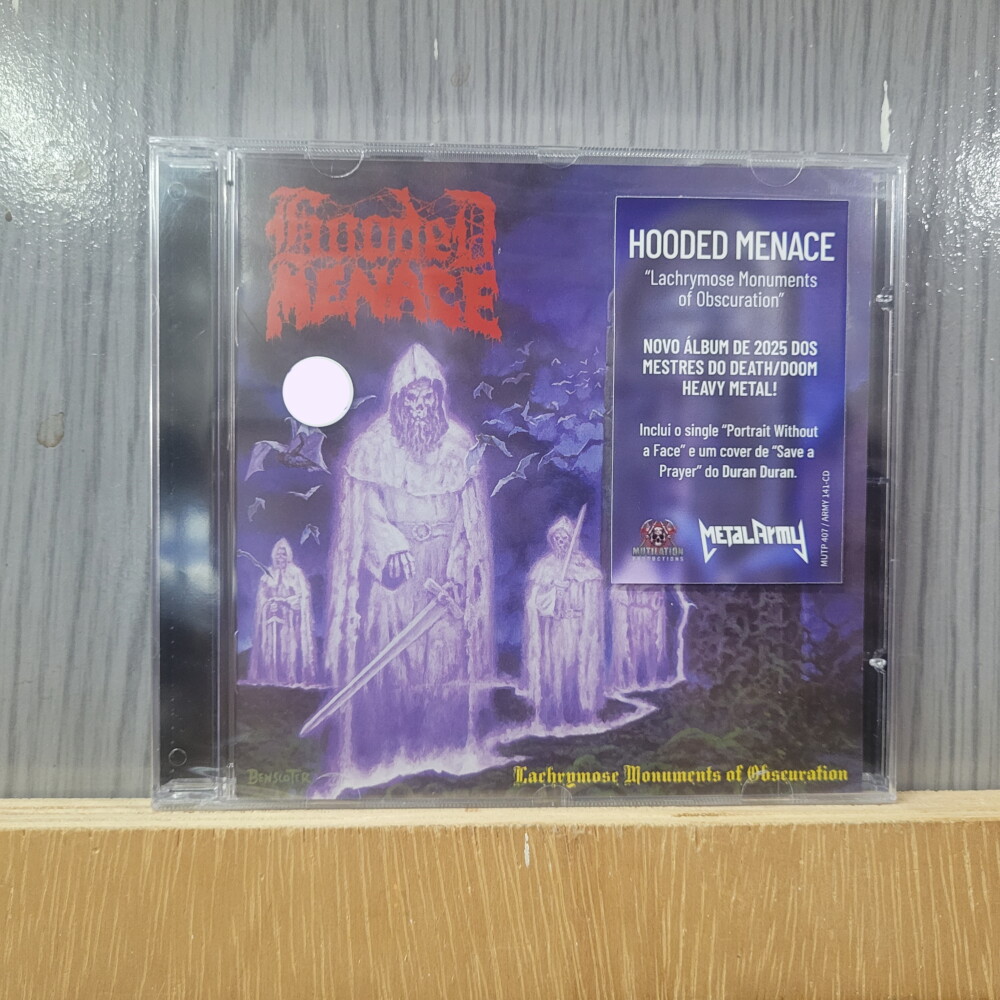 Hooded
MENACE
HOODED MENACE
“Lachrymose Monuments
of Obscuration”
NOVO ÁLBUM DE 2025 DOS
MESTRES DO DEATH/DOOM
HEAVY METAL!
Inclui o single “Portrait Without
a Face” e um cover de “Save a
Prayer” do Duran Duran.
MUTILATION
PRODUCTIONS
METALARMY
MUTP 407 / ARMY 141-CD
BENSLOTER
Lachrymose Monuments of Obscuration